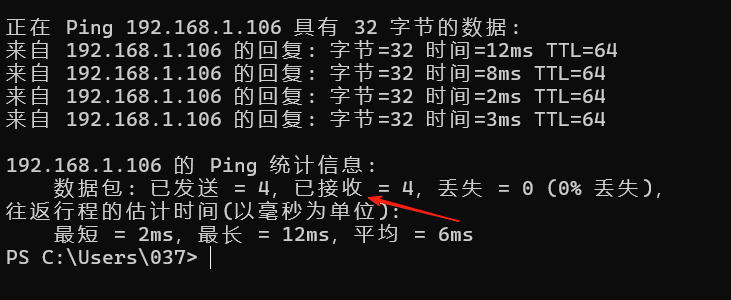 正在 Ping 192.168.1.106 具有 32 字节的数据:
来自 192.168.1.106 的回复: 字节=32 时间=12ms TTL=64
来自 192.168.1.106 的回复: 字节=32 时间=8ms TTL=64
来自 192.168.1.106 的回复: 字节=32 时间=2ms TTL=64
来自 192.168.1.106 的回复: 字节=32 时间=3ms TTL=64
192.168.1.106 的 Ping 统计信息:
数据包: 已发送 = 4, 已接收 = 4, 丢失 = 0 (0% 丢失),
往返行程的估计时间(以毫秒为单位):
最短 = 2ms, 最长 = 12ms, 平均 = 6ms
PS C:\Users\037>